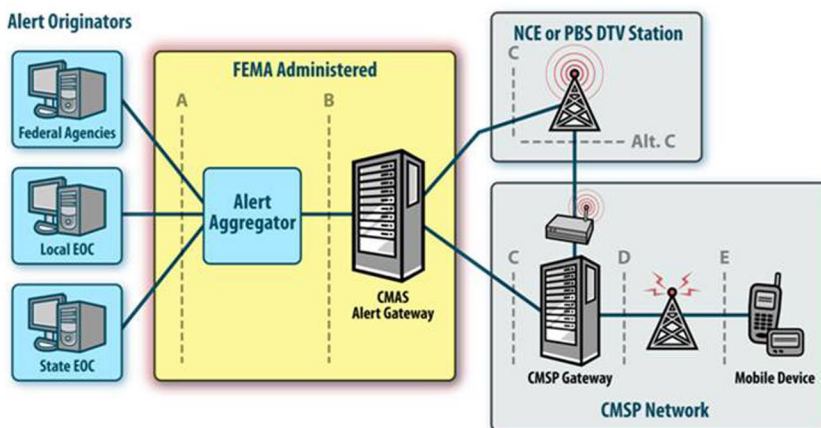 Alert Originators
Federal Agencies
Local EOC
State EOC
FEMA Administered
A
B
Alert
Aggregator
CMAS
Alert Gateway
NCE or PBS DTV Station
C
Alt. C
C
D
E
CMSP Gateway
Mobile Device
CMSP Network